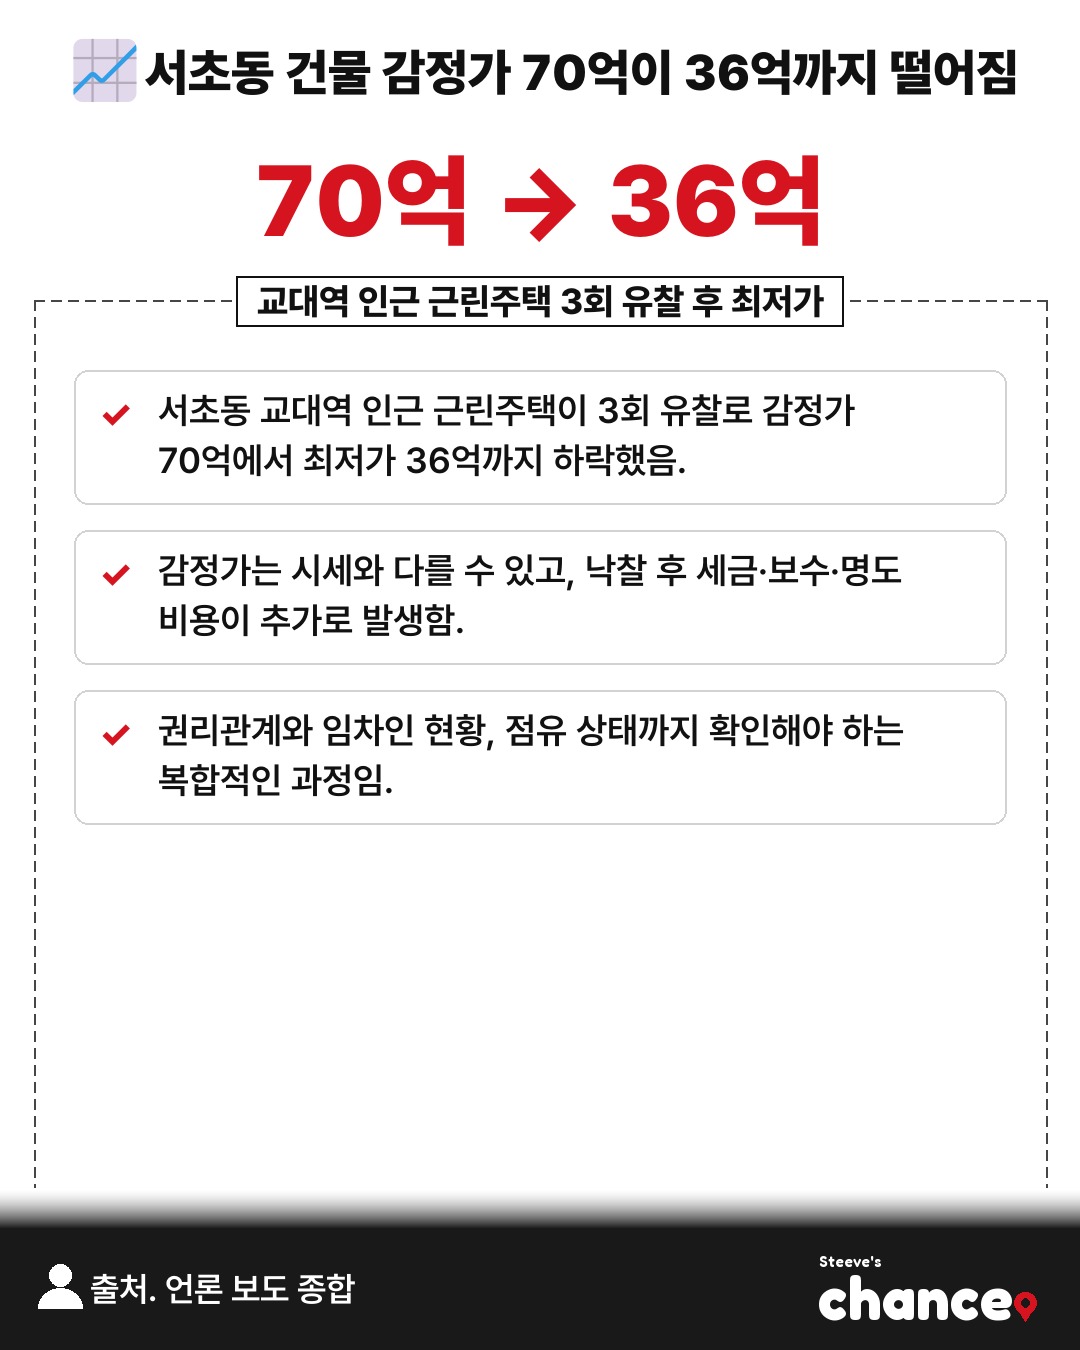 서초동 건물 감정가 70억이 36억까지 떨어짐
70억 → 36억
교대역 인근 근린주택 3회 유찰 후 최저가
서초동 교대역 인근 근린주택이 3회 유찰로 감정가
70억에서 최저가 36억까지 하락했음.
감정가는 시세와 다를 수 있고, 낙찰 후 세금·보수·명도
비용이 추가로 발생함.
권리관계와 임차인 현황, 점유 상태까지 확인해야 하는
복합적인 과정임.
출처. 언론 보도 종합
Steeve's
chance